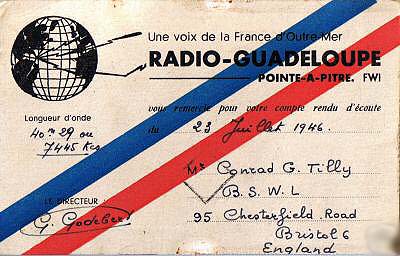 Une voix de la France d'Outre-Mer
RADIO-GUADELOUPE
POINTE-A-PITRE, FWI
vous remercie pour votre compte rendu d'écoute
du 23 Juillet 1946.
Longueur d'onde
40 m 29 ou
7445 Kcs
Mr Conrad G. Tilly
B.S.W.L
95 Chesterfield Road
Bristol 6
England
LE DIRECTEUR :
G. Godebert